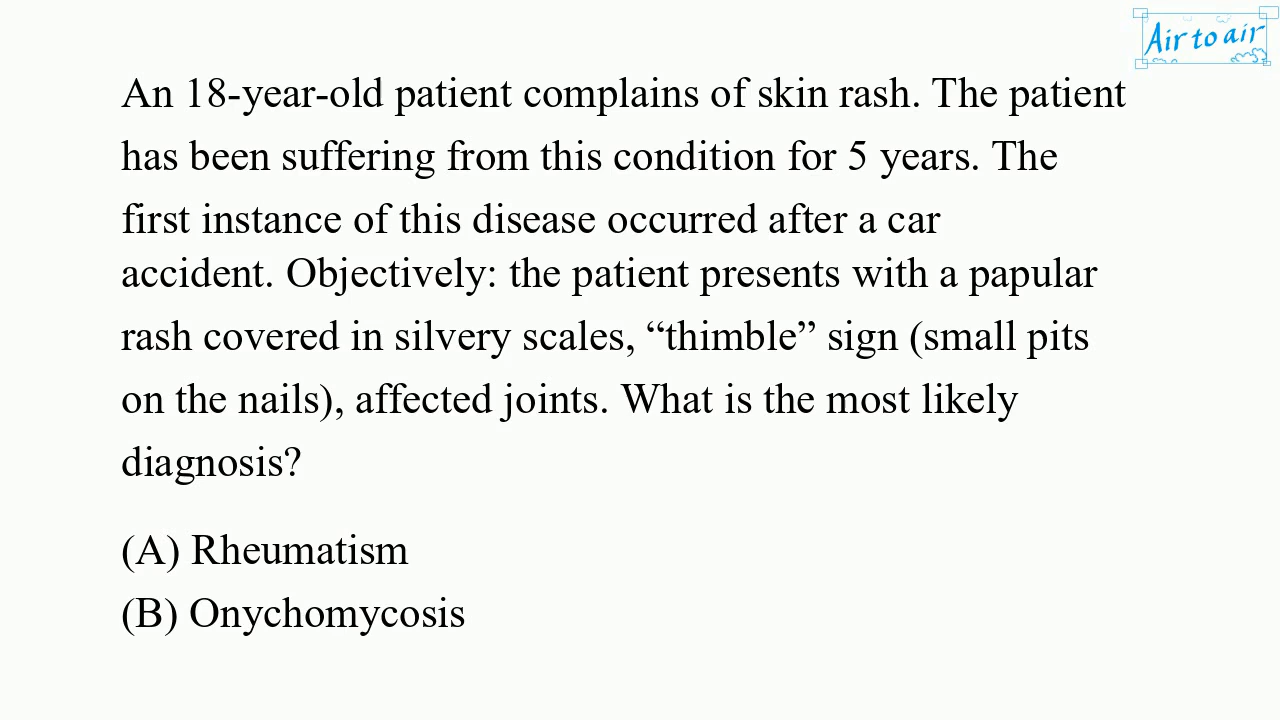 Air to air
An 18-year-old patient complains of skin rash. The patient
has been suffering from this condition for 5 years. The
first instance of this disease occurred after a car
accident. Objectively: the patient presents with a papular
rash covered in silvery scales, “thimble” sign (small pits
on the nails), affected joints. What is the most likely
diagnosis?
(A) Rheumatism
(B) Onychomycosis